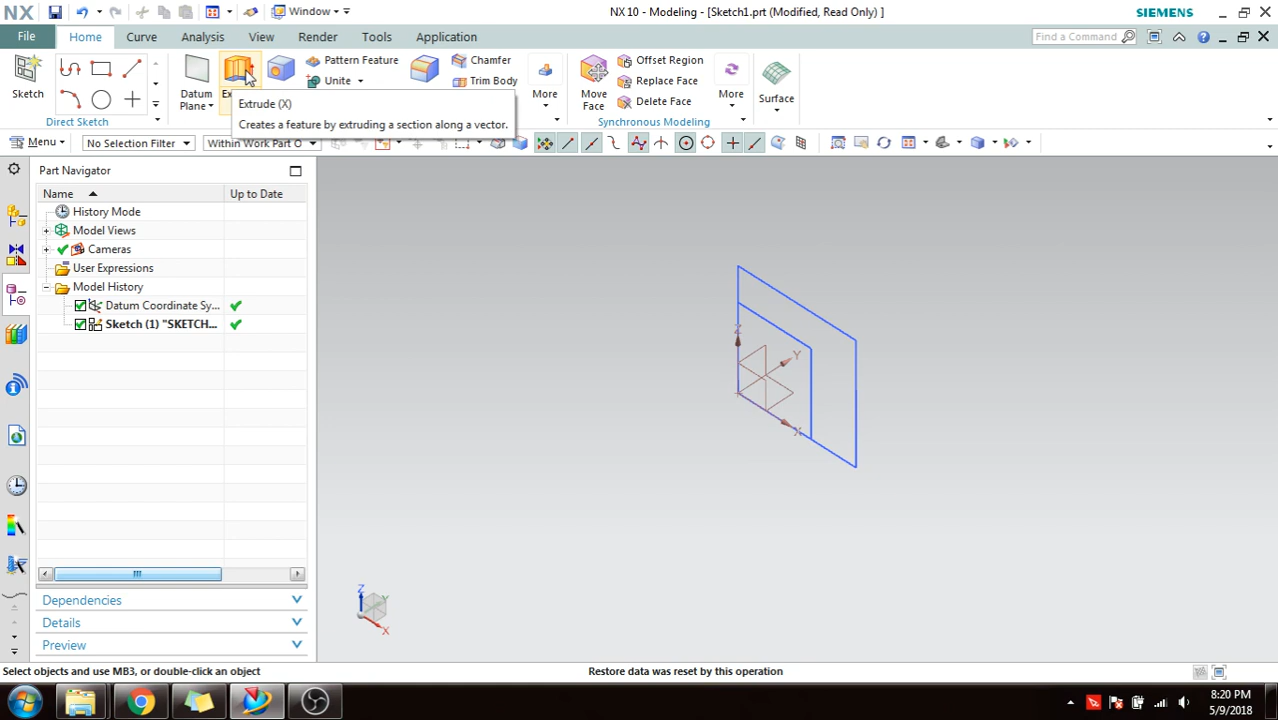 NX
Window
NX 10 - Modeling - [Sketch1.prt (Modified, Read Only) ]
SIEMENS
File
Home
Curve
Analysis
View
Render
Tools
Application
Find a Command
Sketch
Direct Sketch
Datum
Plane
Pattern Feature
Unite
Chamfer
Trim Body
More
Move
Face
Offset Region
Replace Face
Delete Face
More
Surface
Synchronous Modeling
Extrude (X)
Creates a feature by extruding a section along a vector.
Menu
No Selection Filter
Within Work Part O
Part Navigator
Name
Up to Date
History Mode
Model Views
Cameras
User Expressions
Model History
Datum Coordinate Sy...
Sketch (1) "SKETCH...
Dependencies
Details
Preview
Z
Y
X
Z
Y
X
Select objects and use MB3, or double-click an object
Restore data was reset by this operation
8:20 PM
5/9/2018